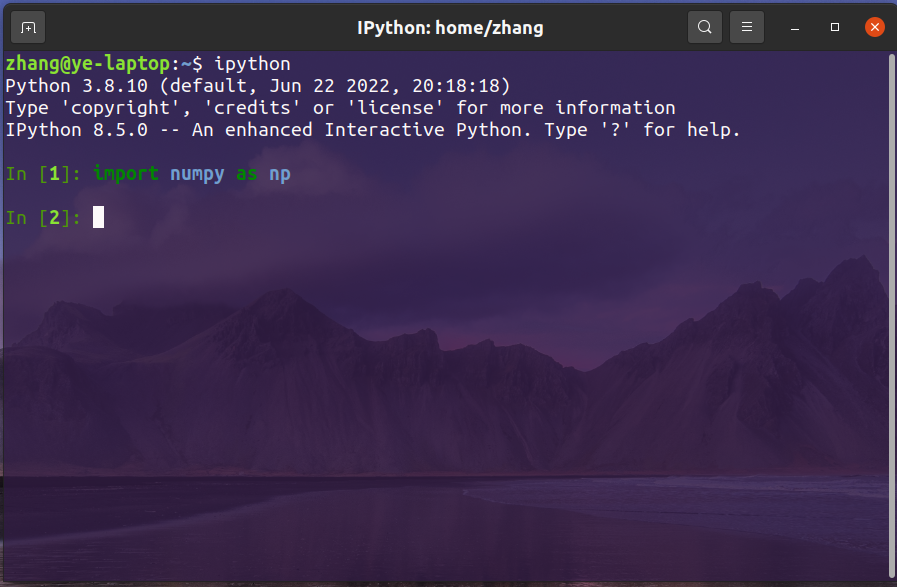 IPython: home/zhang
zhang@ye-laptop:~$ ipython
Python 3.8.10 (default, Jun 22 2022, 20:18:18)
Type 'copyright', 'credits' or 'license' for more information
IPython 8.5.0 -- An enhanced Interactive Python. Type '?' for help.
In [1]: import numpy as np
In [2]: